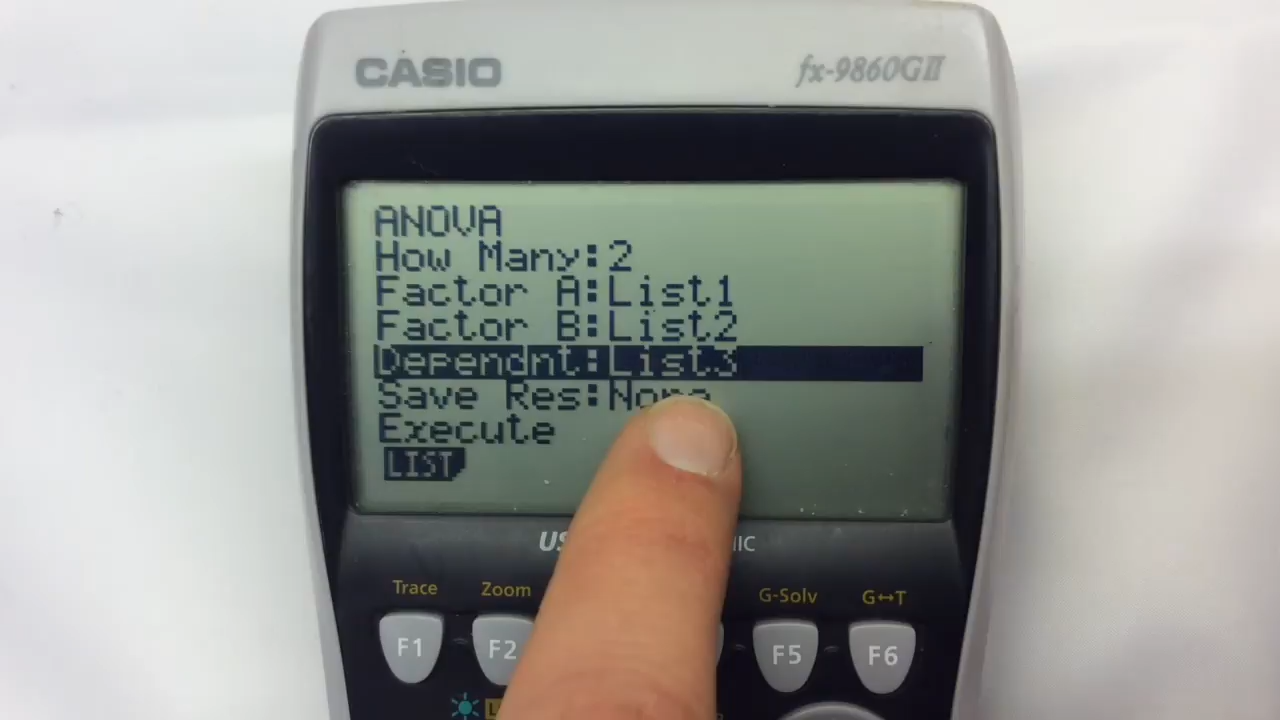 CASIO fx-9860GII
ANOVA
How Many:2
Factor A:List1
Factor B:List2
Dependnt:List3
Save Res:None
Execute
LIST
Trace Zoom G-Solv G↔T
F1 F2 F5 F6